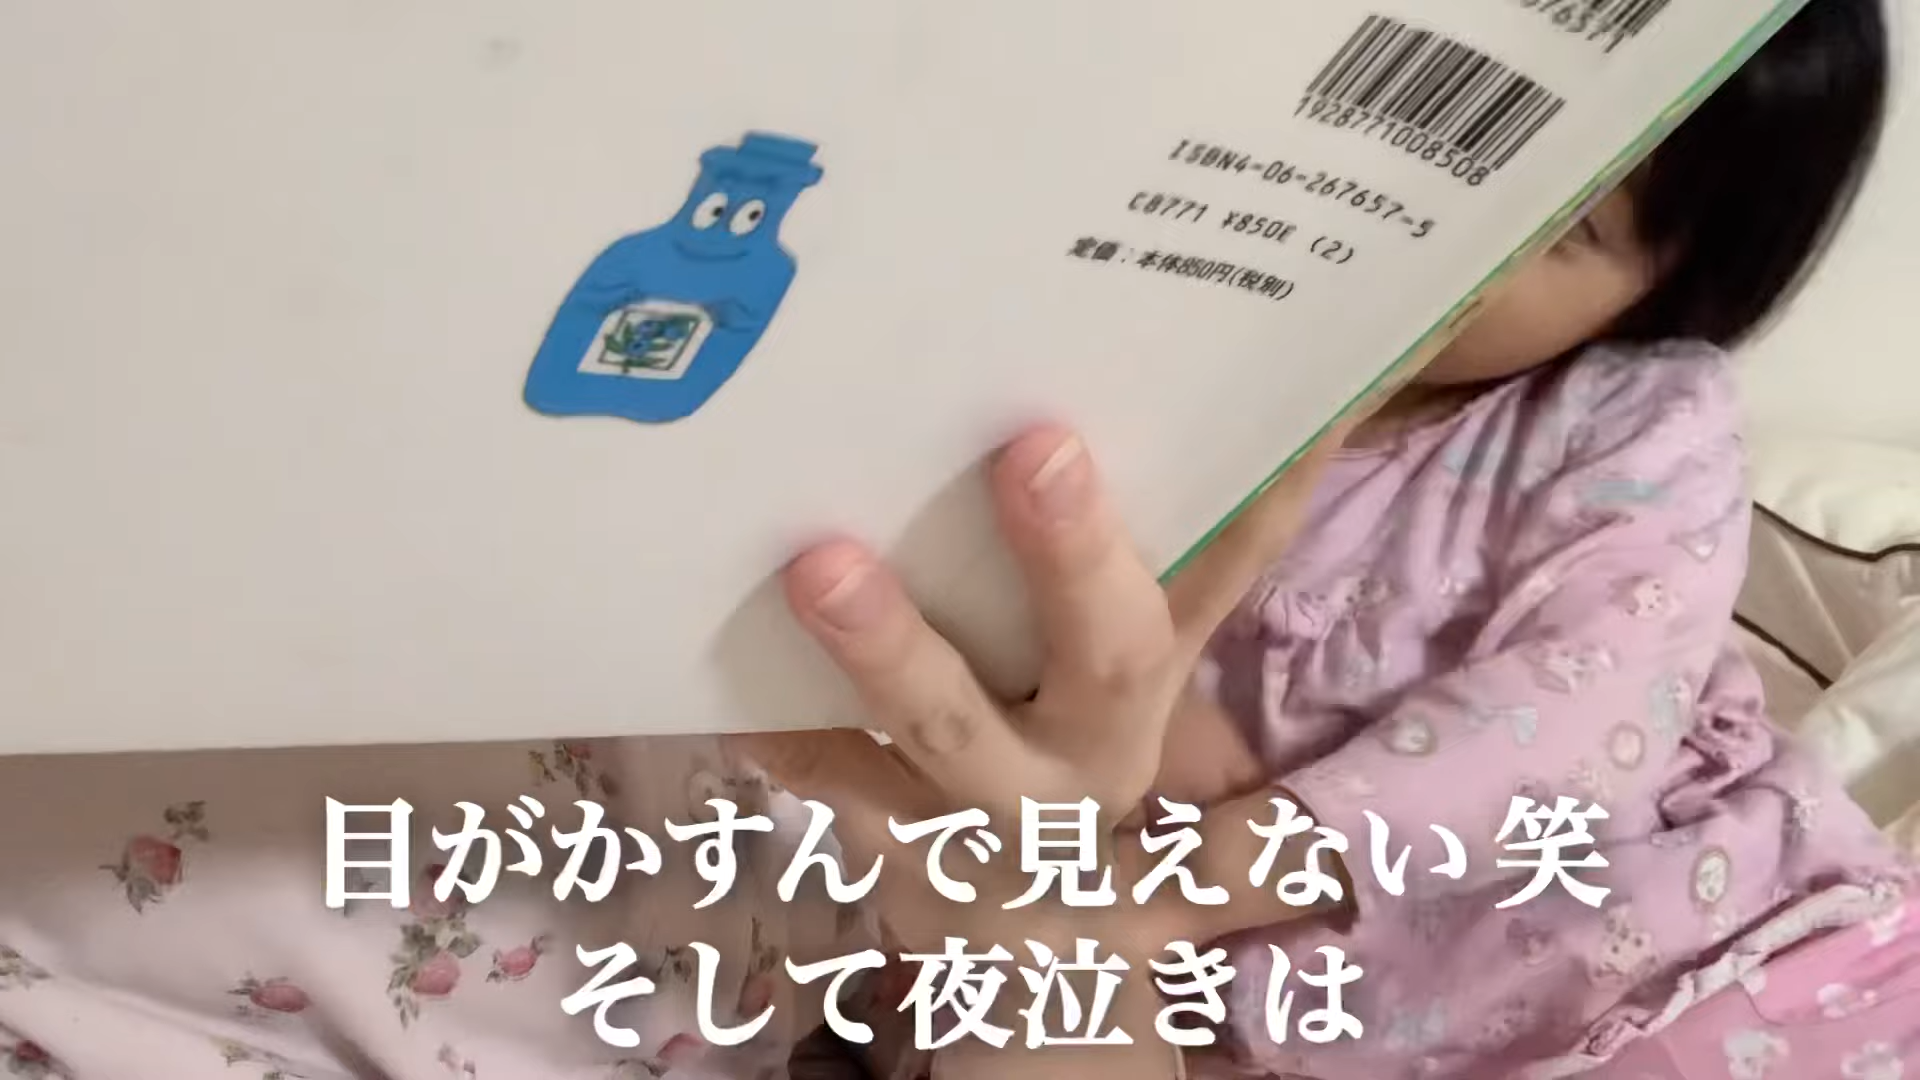 1928771008508
ISBN4-06-267657-5
C8771 ¥850E (2)
定価：本体850円(税別)
目がかすんで見えない 笑
そして夜泣きは